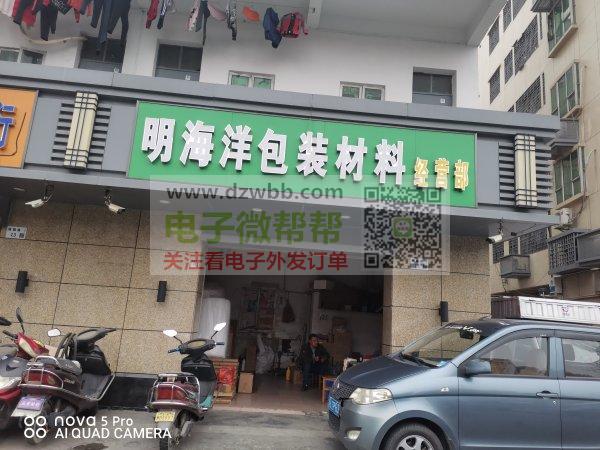 行
明海洋包装材料 经营部
www.dzwbb.com
电子微帮帮
关注看电子外发订单
nova 5 Pro
AI QUAD CAMERA